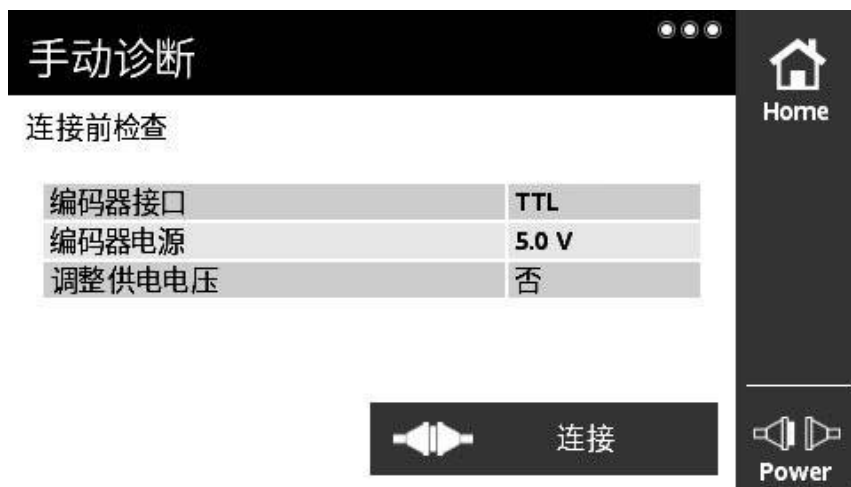 手动诊断
Home
连接前检查
编码器接口 TTL
编码器电源 5.0 V
调整供电电压 否
连接
Power